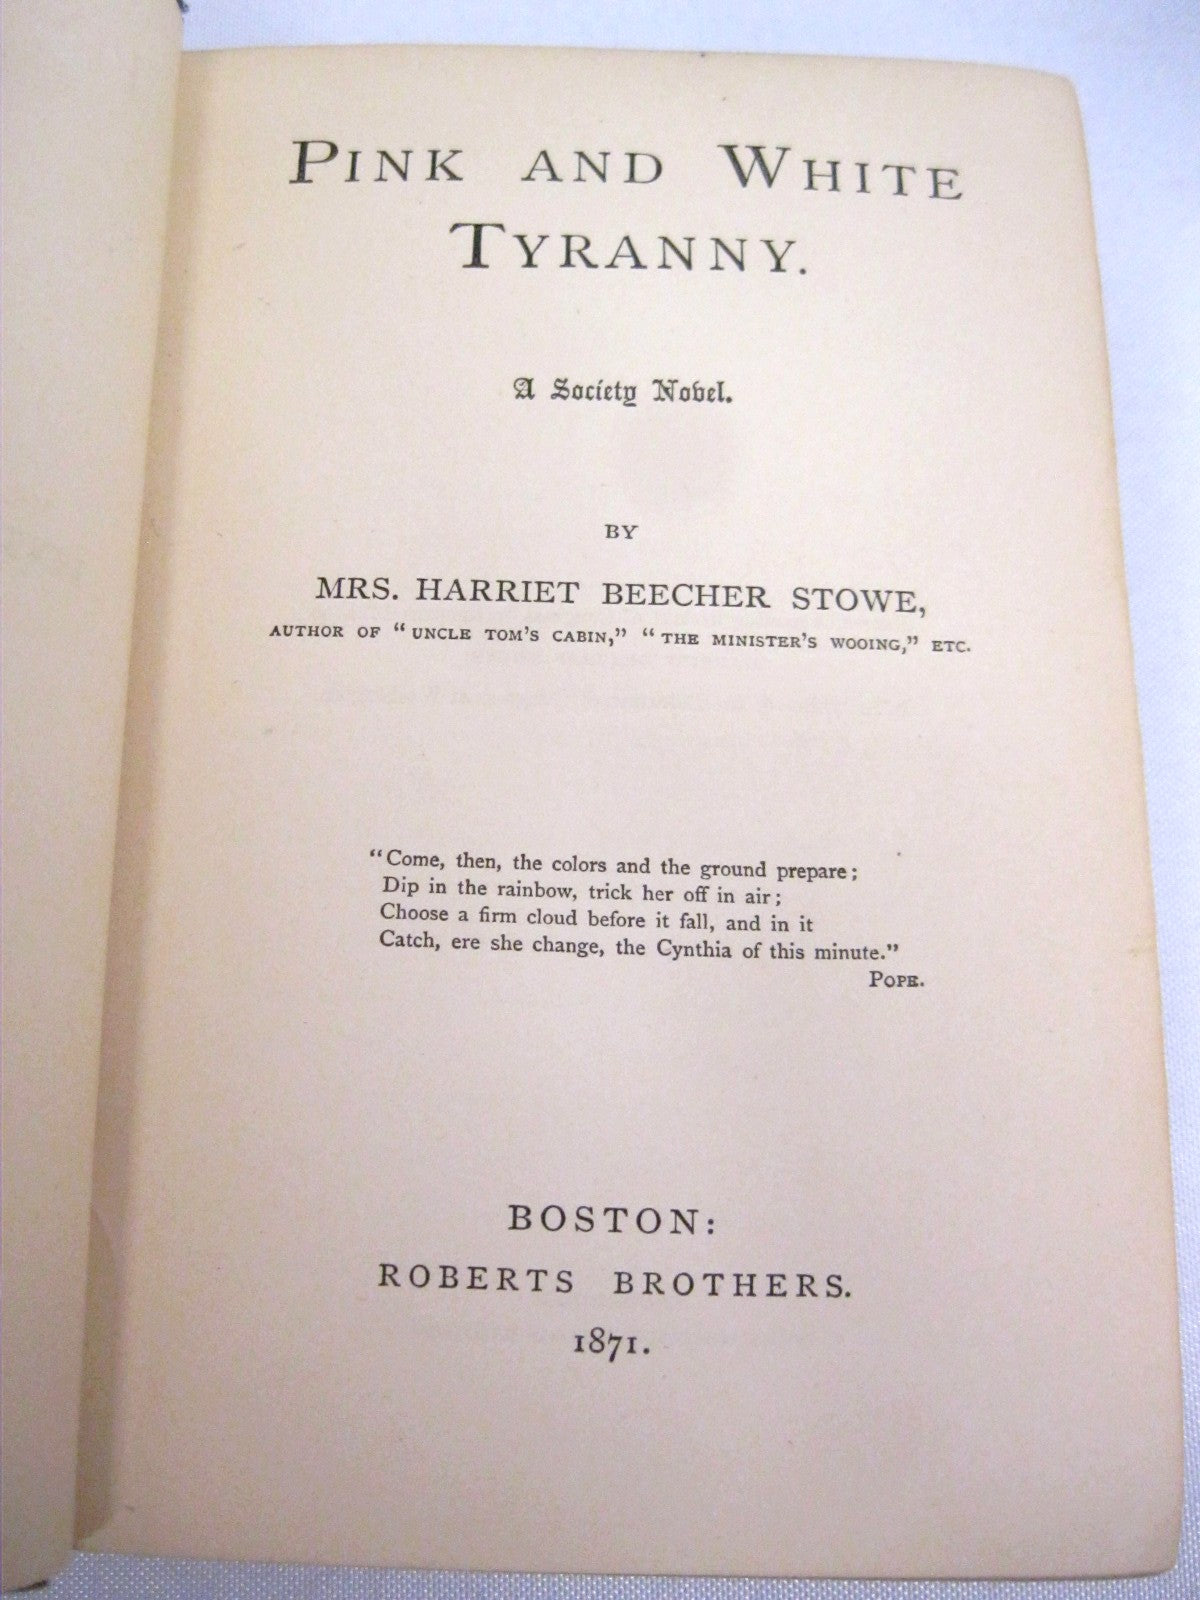 PINK AND WHITE
TYRANNY.
A Society Novel.
BY
MRS. HARRIET BEECHER STOWE,
AUTHOR OF “UNCLE TOM’S CABIN,” “THE MINISTER’S WOOING,” ETC.
“Come, then, the colors and the ground prepare;
Dip in the rainbow, trick her off in air;
Choose a firm cloud before it fall, and in it
Catch, ere she change, the Cynthia of this minute.”
POPE.
BOSTON:
ROBERTS BROTHERS.
1871.